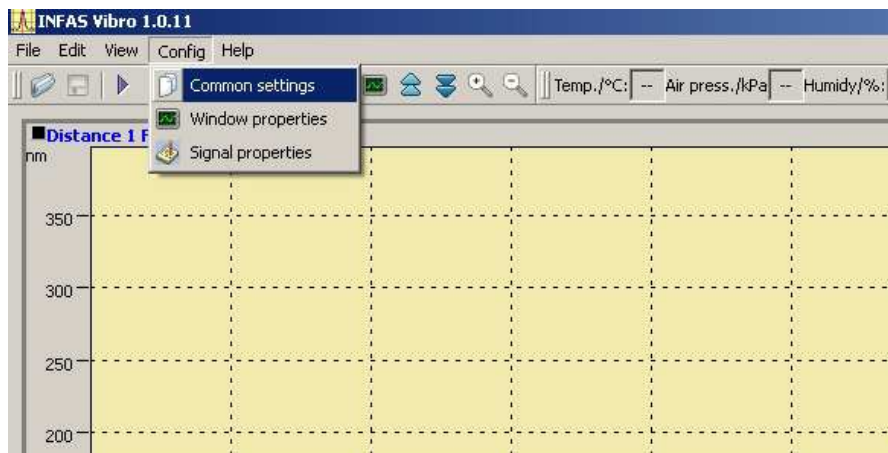 INFAS Vibro 1.0.11
File Edit View Config Help
Common settings
Window properties
Signal properties
Temp./°C: -- Air press./kPa -- Humidy/%:
Distance 1 F
nm
350
300
250
200